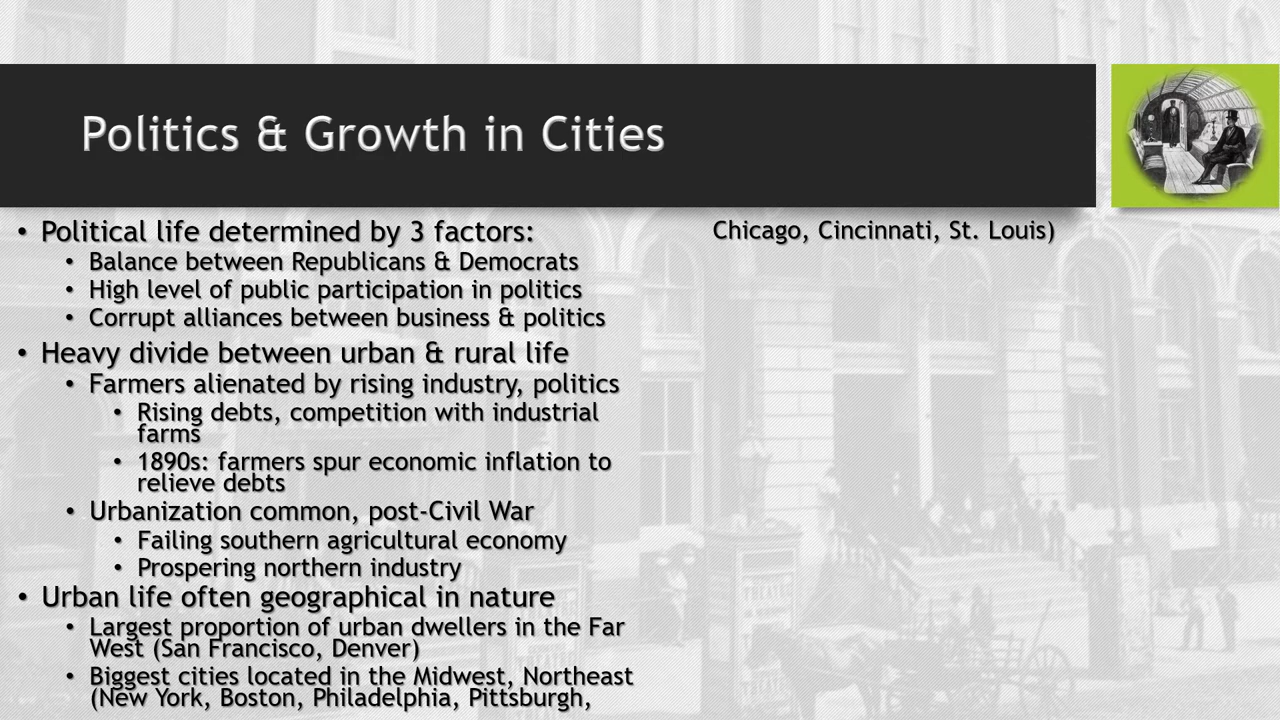 Politics & Growth in Cities
• Political life determined by 3 factors:
• Balance between Republicans & Democrats
• High level of public participation in politics
• Corrupt alliances between business & politics
• Heavy divide between urban & rural life
• Farmers alienated by rising industry, politics
• Rising debts, competition with industrial
farms
• 1890s: farmers spur economic inflation to
relieve debts
• Urbanization common, post-Civil War
• Failing southern agricultural economy
• Prospering northern industry
• Urban life often geographical in nature
• Largest proportion of urban dwellers in the Far
West (San Francisco, Denver)
• Biggest cities located in the Midwest, Northeast
(New York, Boston, Philadelphia, Pittsburgh,
Chicago, Cincinnati, St. Louis)
THEATRE